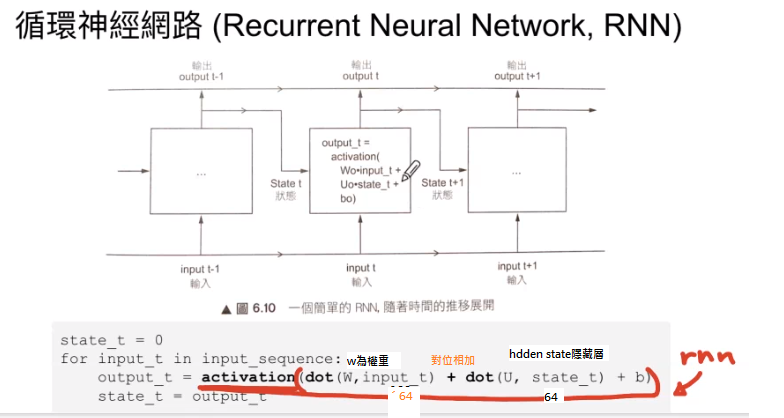 循環神經網路 (Recurrent Neural Network, RNN)
輸出
output t-1
輸出
output t
輸出
output t+1
...
output_t =
activation(
Wo•input_t +
Uo•state_t +
bo)
...
State t
狀態
State t+1
狀態
input t-1
輸入
input t
輸入
input t+1
輸入
▲ 圖 6.10 一個簡單的 RNN, 隨著時間的推移展開
state_t = 0
for input_t in input_sequence:
w為權重
對位相加
hdden state隱藏層
rnn
output_t = activation(dot(W,input_t) + dot(U, state_t) + b)
state_t = output_t
64
64